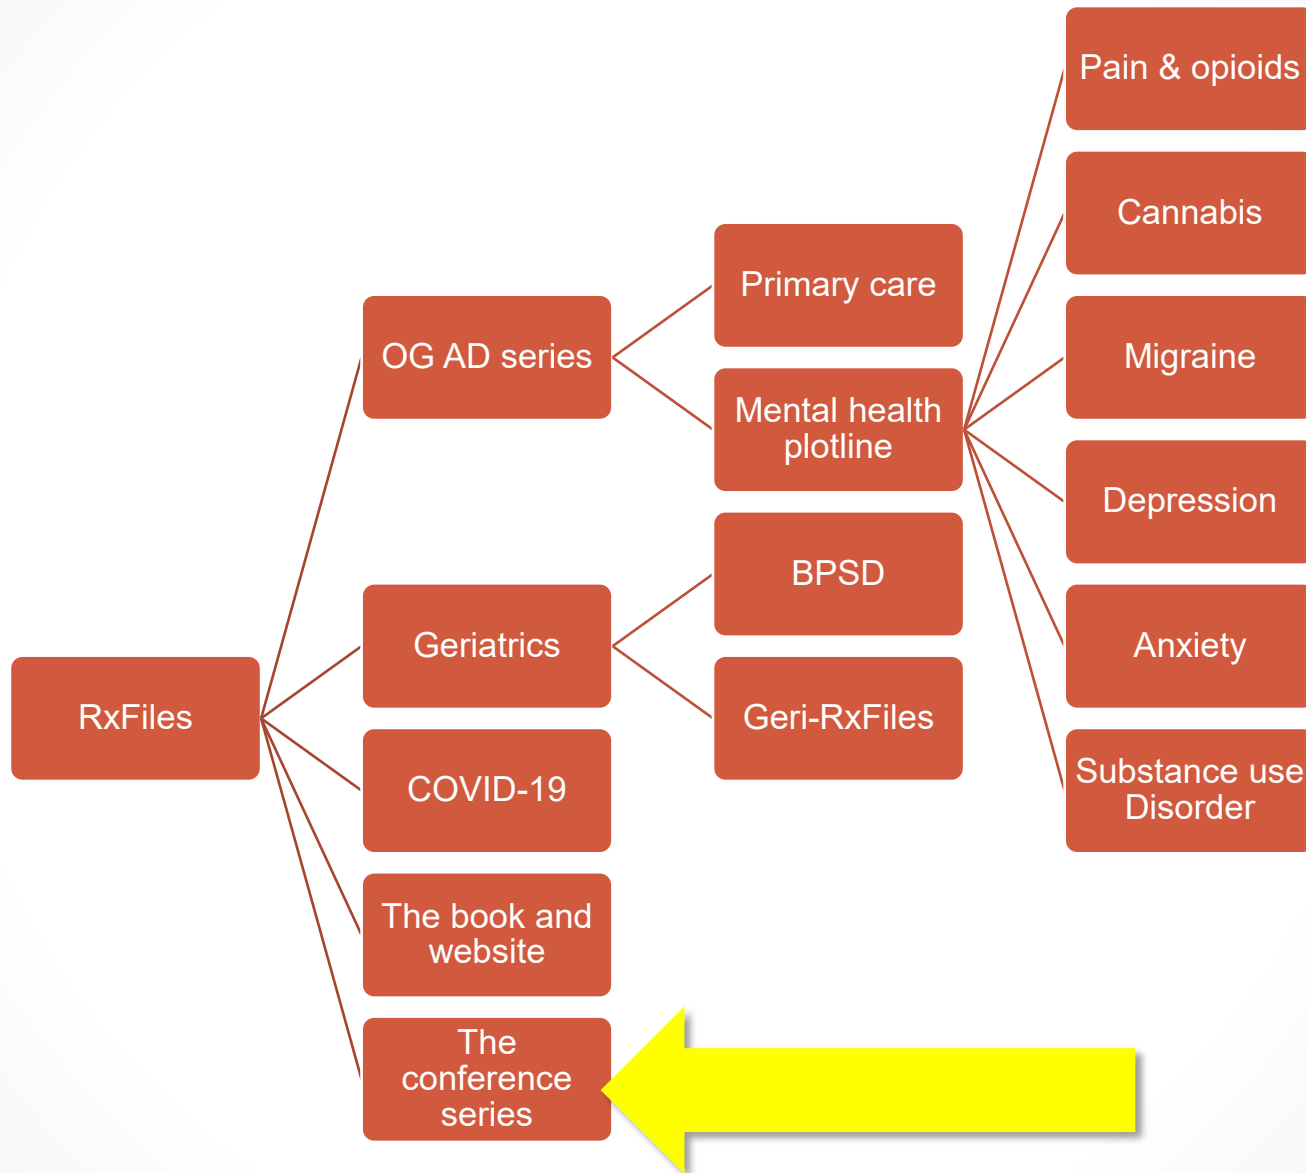 RxFiles
OG AD series
Primary care
Mental health
plotline
Pain & opioids
Cannabis
Migraine
Depression
Anxiety
Substance use
Disorder
Geriatrics
BPSD
Geri-RxFiles
COVID-19
The book and
website
The
conference
series